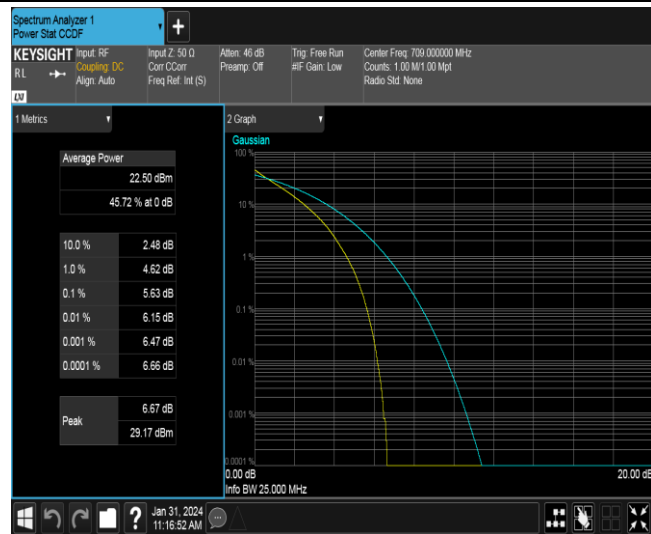 Spectrum Analyzer 1
Power Stat CCDF
+
KEYSIGHT
RL
LXI
Input: RF
Coupling: DC
Align: Auto
Input Z: 50 Ω
Corr CCorr
Freq Ref: Int (S)
Atten: 46 dB
Preamp: Off
Trig: Free Run
#IF Gain: Low
Center Freq: 709.000000 MHz
Counts: 1.00 M/1.00 Mpt
Radio Std: None
1 Metrics
Average Power
22.50 dBm
45.72 % at 0 dB
10.0 % 2.48 dB
1.0 % 4.62 dB
0.1 % 5.63 dB
0.01 % 6.15 dB
0.001 % 6.47 dB
0.0001 % 6.66 dB
Peak
6.67 dB
29.17 dBm
2 Graph
Gaussian
100 %
10 %
1 %
0.1 %
0.01 %
0.001 %
0.0001 %
0.00 dB 20.00 dB
Info BW 25.000 MHz
?
Jan 31, 2024
11:16:52 AM